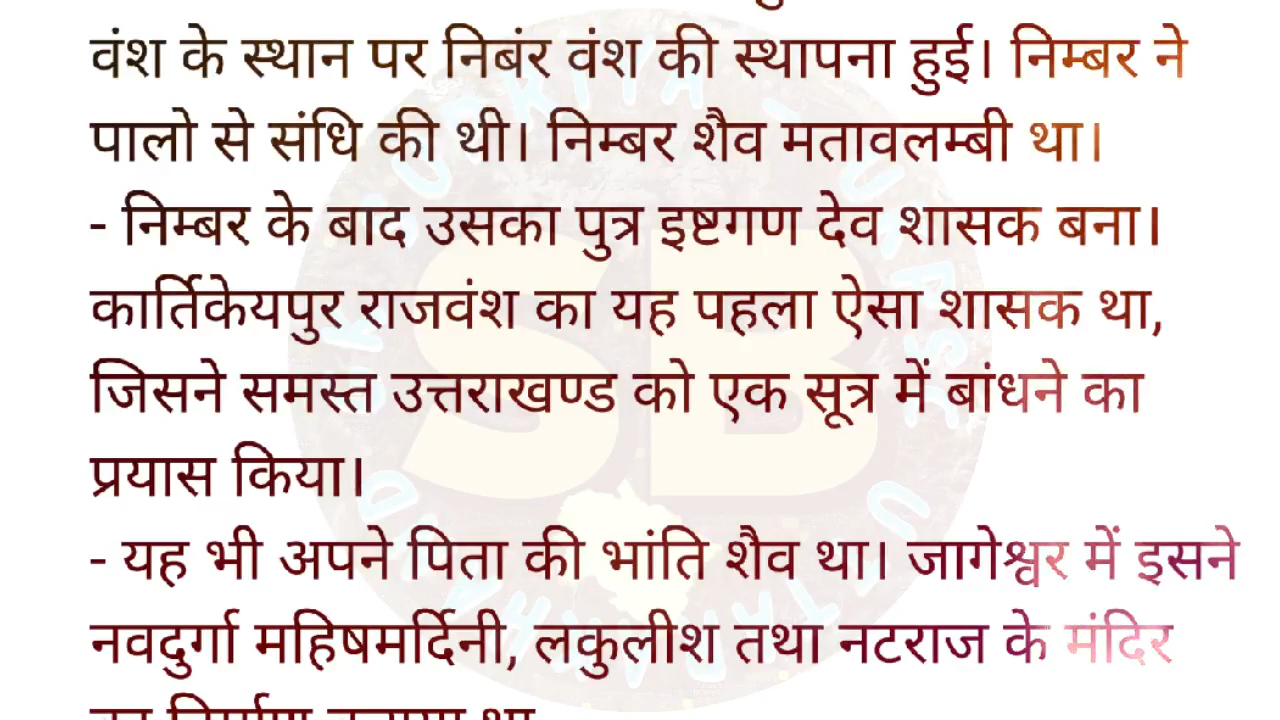 वंश के स्थान पर निबंर वंश की स्थापना हुई। निम्बर ने
पालो से संधि की थी। निम्बर शैव मतावलम्बी था।
- निम्बर के बाद उसका पुत्र इष्टगण देव शासक बना।
कार्तिकेयपुर राजवंश का यह पहला ऐसा शासक था,
जिसने समस्त उत्तराखण्ड को एक सूत्र में बांधने का
प्रयास किया।
- यह भी अपने पिता की भांति शैव था। जागेश्वर में इसने
नवदुर्गा महिषमर्दिनी, लकुलीश तथा नटराज के मंदिर
SB